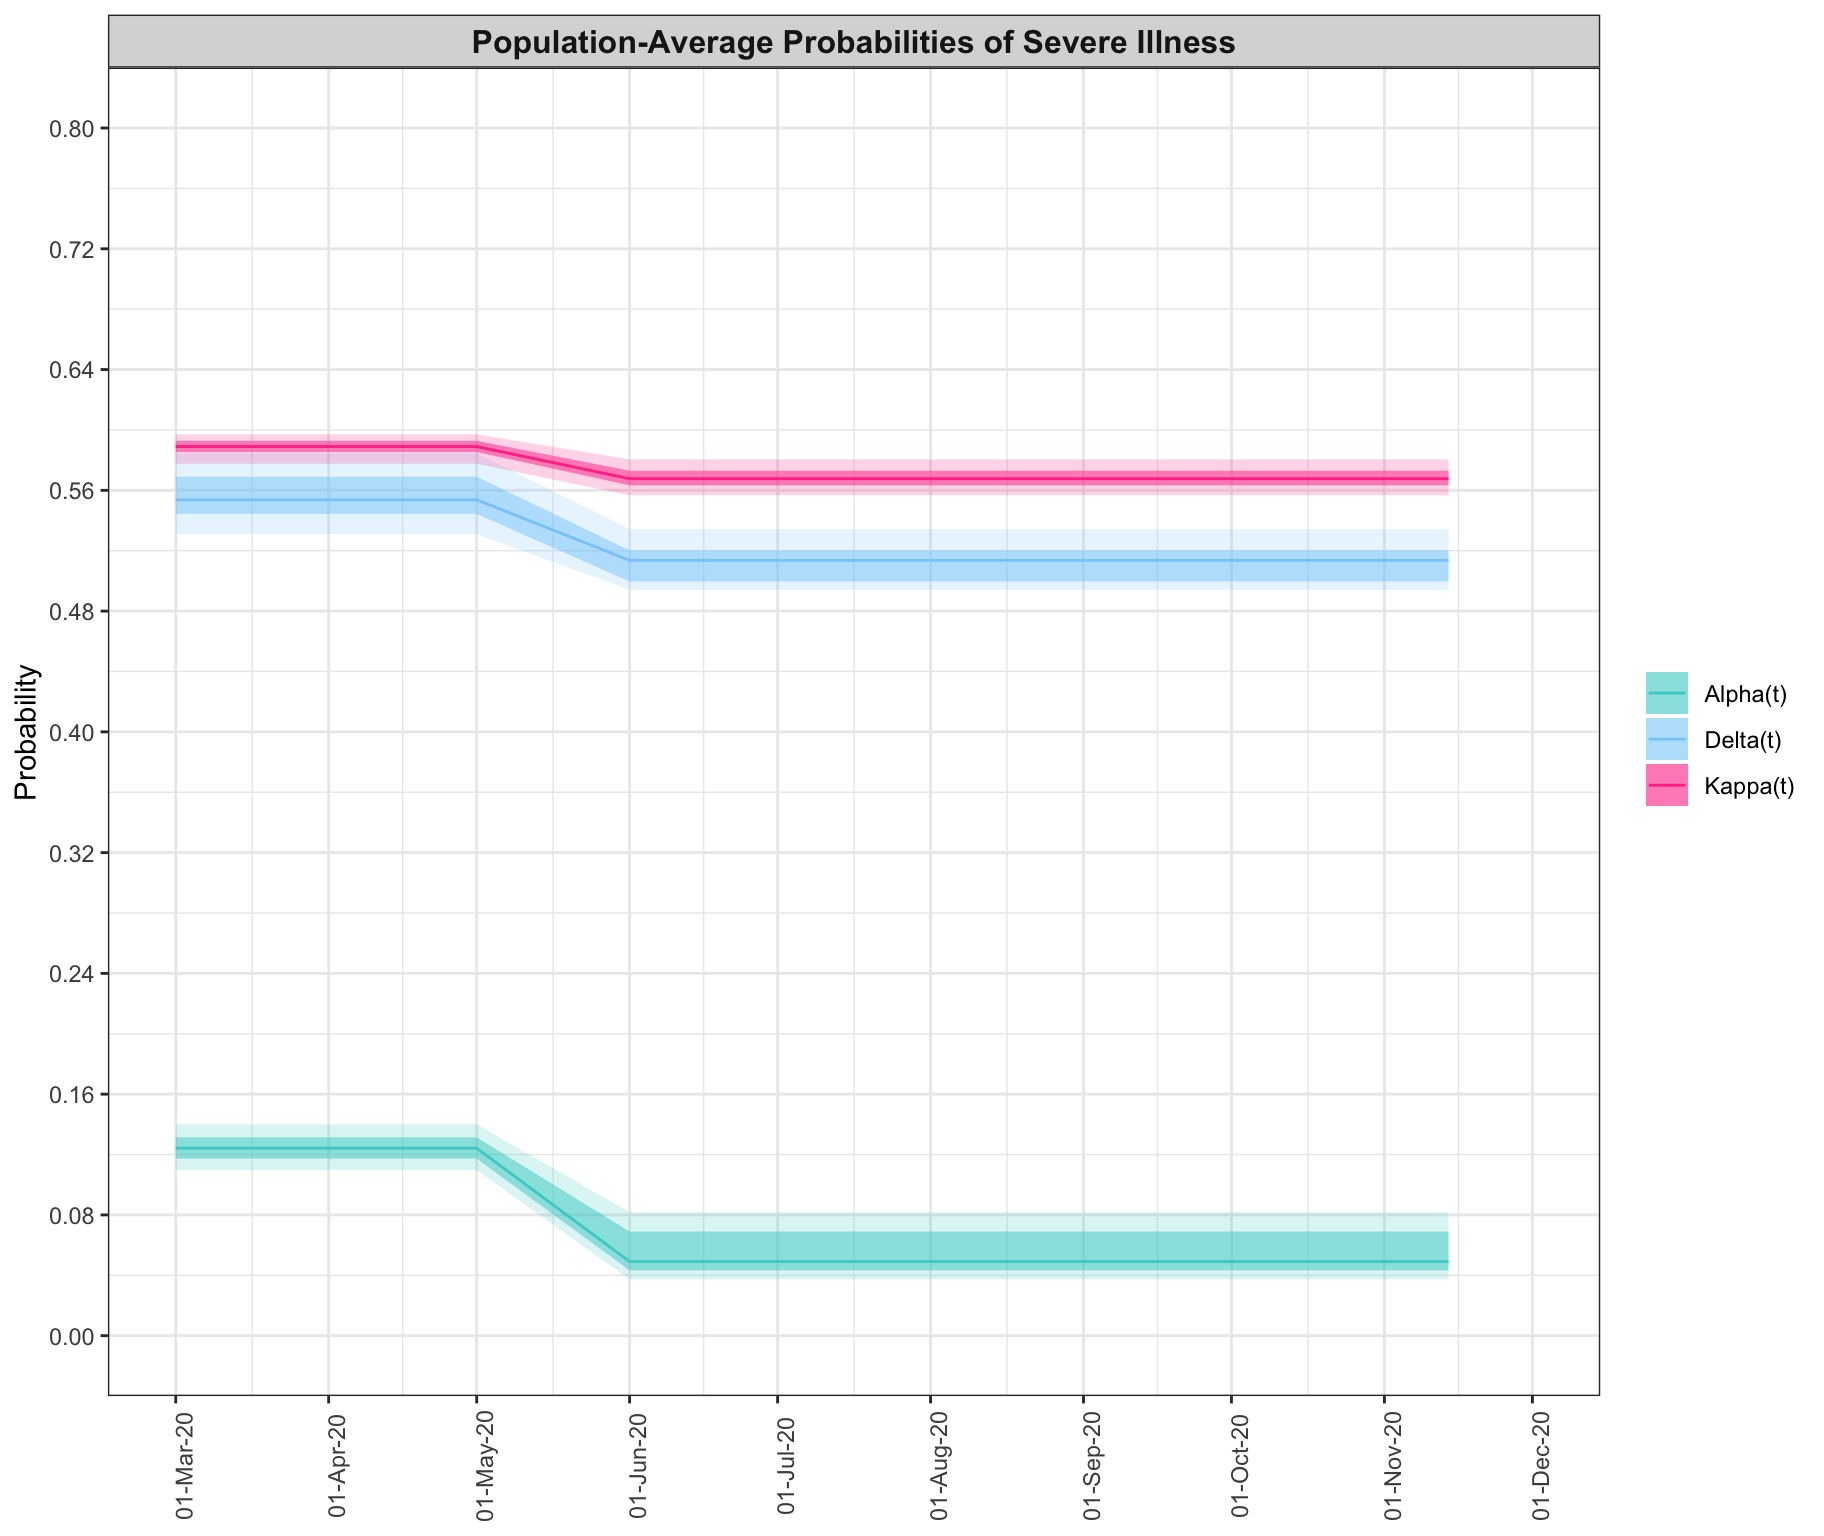 Population-Average Probabilities of Severe Illness
Probability
0.80
0.72
0.64
0.56
0.48
0.40
0.32
0.24
0.16
0.08
0.00
01-Mar-20
01-Apr-20
01-May-20
01-Jun-20
01-Jul-20
01-Aug-20
01-Sep-20
01-Oct-20
01-Nov-20
01-Dec-20
Alpha(t)
Delta(t)
Kappa(t)